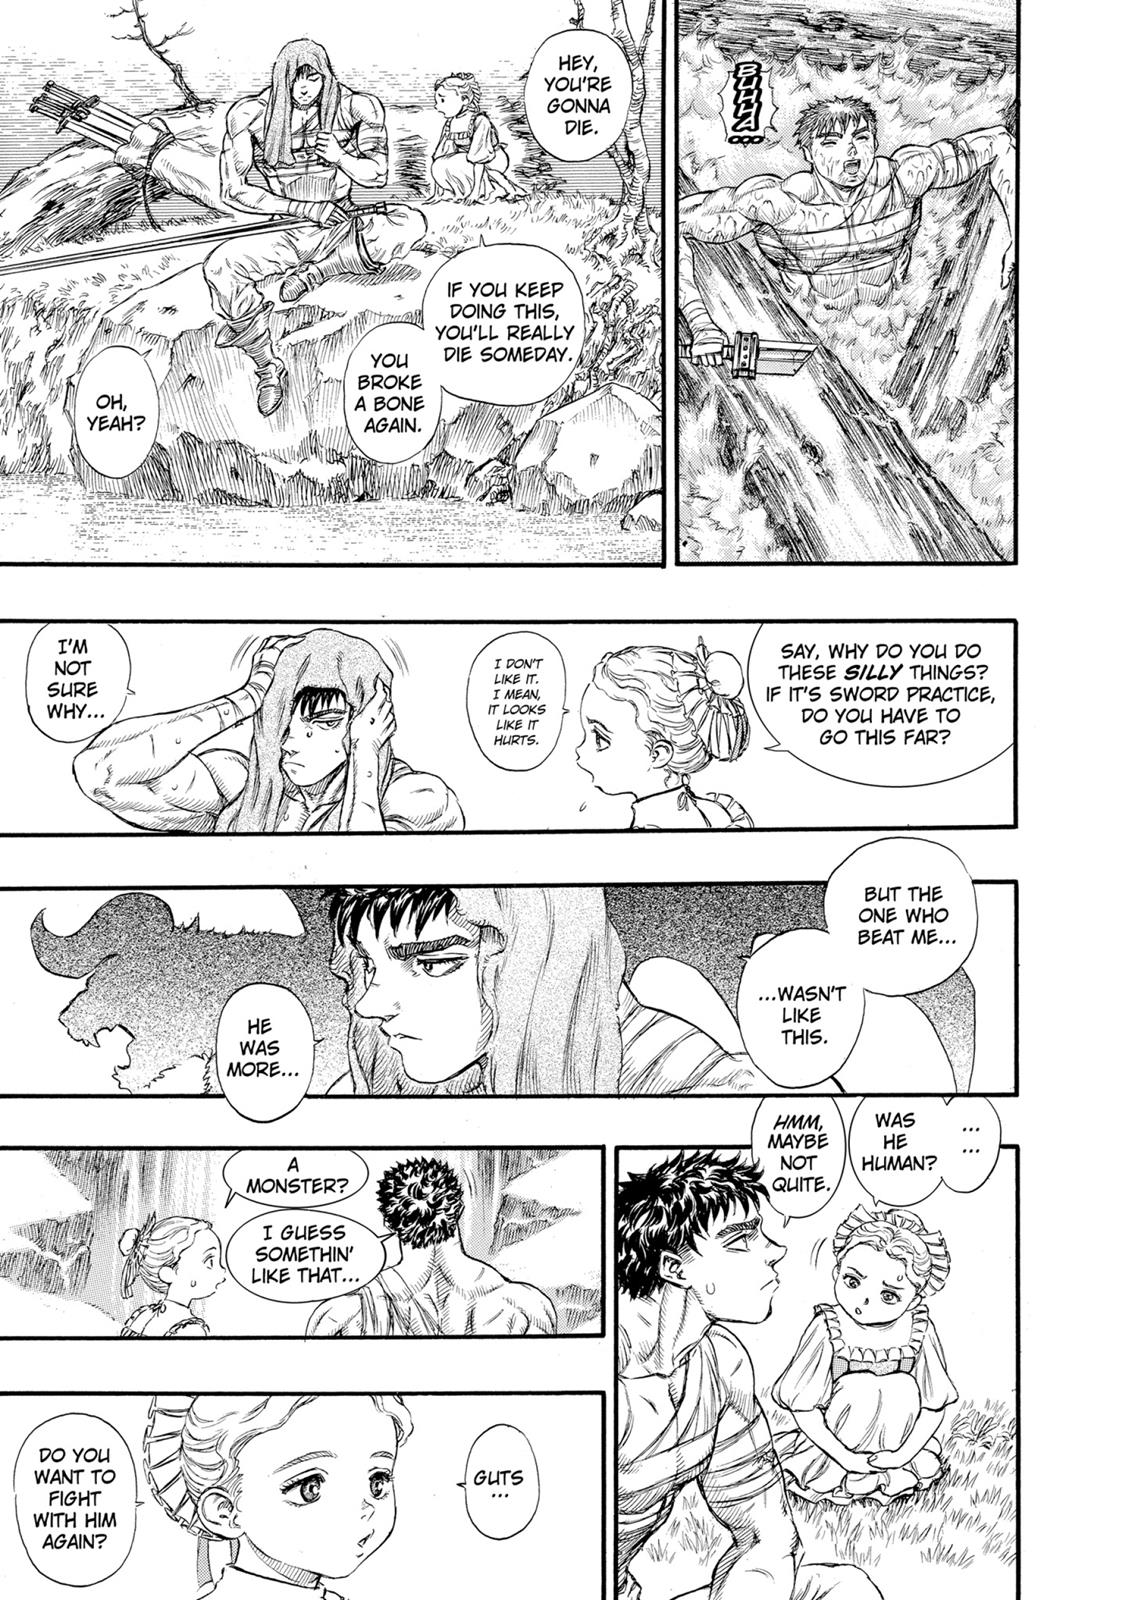 BUHA...
HEY,
YOU'RE
GONNA
DIE.
IF YOU KEEP
DOING THIS,
YOU'LL REALLY
DIE SOMEDAY.
YOU
BROKE
A BONE
AGAIN.
OH,
YEAH?
SAY, WHY DO YOU DO
THESE SILLY THINGS?
IF IT'S SWORD PRACTICE,
DO YOU HAVE TO
GO THIS FAR?
I DON'T
LIKE IT.
I MEAN,
IT LOOKS
LIKE IT
HURTS.
I'M
NOT
SURE
WHY...
BUT THE
ONE WHO
BEAT ME...
...WASN'T
LIKE
THIS.
HE
WAS
MORE...
...
...
WAS
HE
HUMAN?
HMM,
MAYBE
NOT
QUITE.
A
MONSTER?
I GUESS
SOMETHIN'
LIKE THAT...
GUTS
...
DO YOU
WANT TO
FIGHT
WITH HIM
AGAIN?